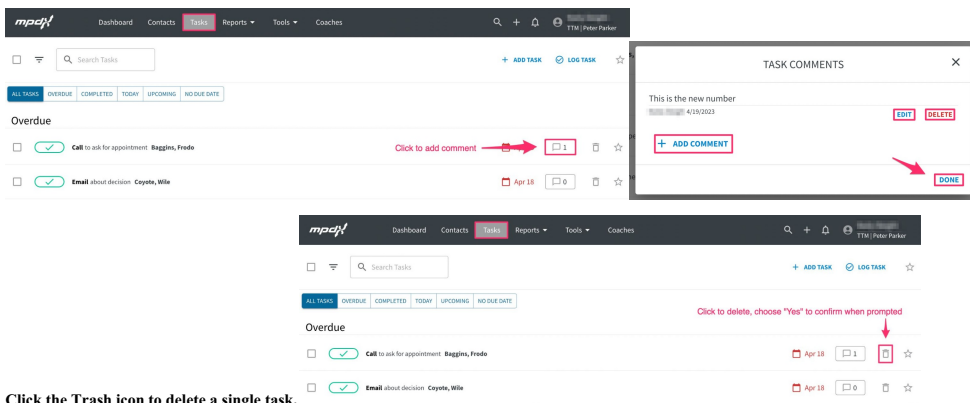 mpdx! Dashboard Contacts Tasks Reports Tools Coaches
TTM | Peter Parker
Search Tasks + ADD TASK LOG TASK
ALL TASKS OVERDUE COMPLETED TODAY UPCOMING NO DUE DATE
Overdue
Call to ask for appointment Baggins, Frodo Click to add comment 1
Email about decision Coyote, Wile Apr 18 0
TASK COMMENTS
This is the new number
4/19/2023 EDIT DELETE
+ ADD COMMENT
DONE
mpdx! Dashboard Contacts Tasks Reports Tools Coaches
TTM | Peter Parker
Search Tasks + ADD TASK LOG TASK
ALL TASKS OVERDUE COMPLETED TODAY UPCOMING NO DUE DATE
Click to delete, choose "Yes" to confirm when prompted
Overdue
Call to ask for appointment Baggins, Frodo Apr 18 1
Email about decision Coyote, Wile Apr 18 0
Click the Trash icon to delete a single task.